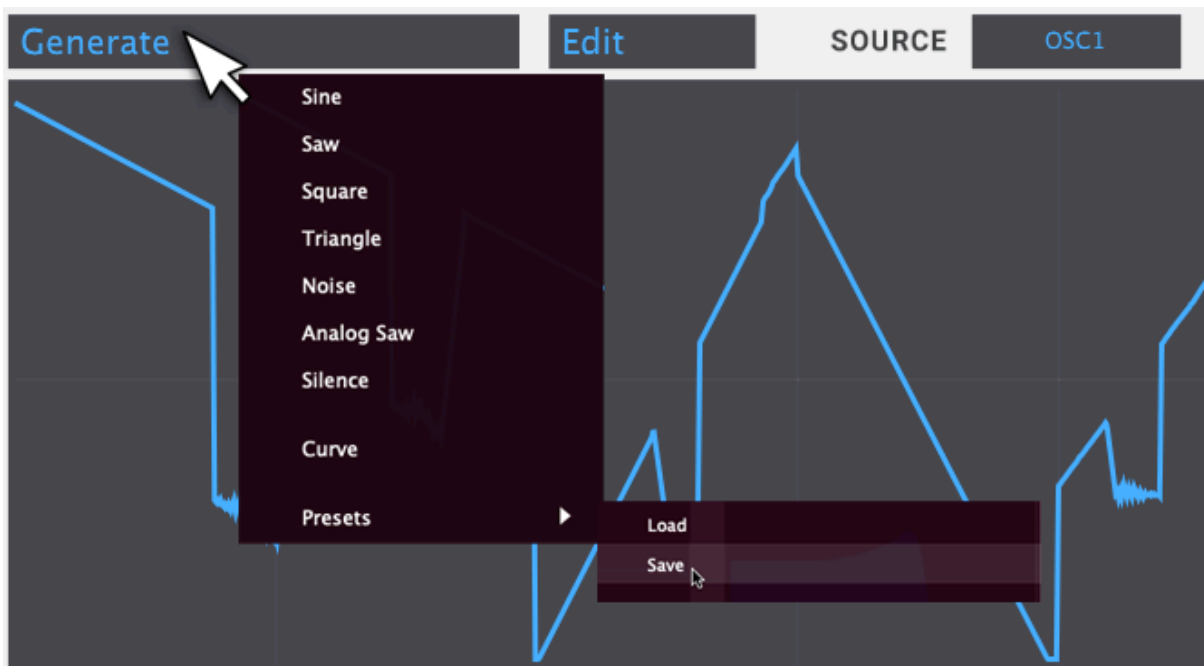 Generate
Edit
SOURCE
OSC1
Sine
Saw
Square
Triangle
Noise
Analog Saw
Silence
Curve
Presets
Load
Save